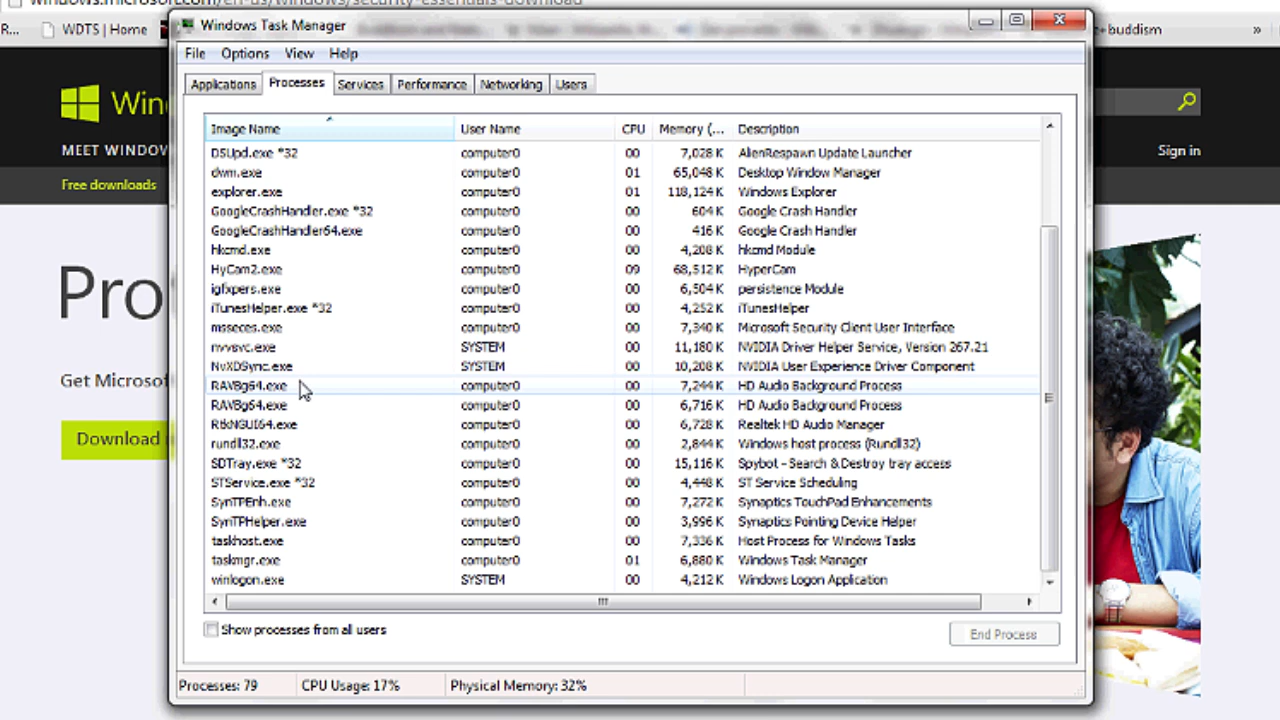 windows.microsoft.com/en-us/windows/security-essentials-download
R...
WDTS | Home
buddism
»
Windows Task Manager
File Options View Help
Applications Processes Services Performance Networking Users
Image Name User Name CPU Memory (... Description
DSUpd.exe *32 computer0 00 7,028 K AlienRespawn Update Launcher
dwm.exe computer0 01 65,048 K Desktop Window Manager
explorer.exe computer0 01 118,124 K Windows Explorer
GoogleCrashHandler.exe *32 computer0 00 604 K Google Crash Handler
GoogleCrashHandler64.exe computer0 00 416 K Google Crash Handler
hkcmd.exe computer0 00 4,208 K hkcmd Module
HyCam2.exe computer0 09 68,512 K HyperCam
igfxpers.exe computer0 00 6,504 K persistence Module
iTunesHelper.exe *32 computer0 00 4,252 K iTunesHelper
msseces.exe computer0 00 7,340 K Microsoft Security Client User Interface
nvvsvc.exe SYSTEM 00 11,180 K NVIDIA Driver Helper Service, Version 267.21
NvXDSync.exe SYSTEM 00 10,208 K NVIDIA User Experience Driver Component
RAVBg64.exe computer0 00 7,244 K HD Audio Background Process
RAVBg64.exe computer0 00 6,716 K HD Audio Background Process
RtkNGUI64.exe computer0 00 6,728 K Realtek HD Audio Manager
rundll32.exe computer0 00 2,844 K Windows host process (Rundll32)
SDTray.exe *32 computer0 00 15,116 K Spybot - Search & Destroy tray access
STService.exe *32 computer0 00 4,448 K ST Service Scheduling
SynTPEnh.exe computer0 00 7,272 K Synaptics TouchPad Enhancements
SynTPHelper.exe computer0 00 3,996 K Synaptics Pointing Device Helper
taskhost.exe computer0 00 7,336 K Host Process for Windows Tasks
taskmgr.exe computer0 01 6,880 K Windows Task Manager
winlogon.exe SYSTEM 00 4,212 K Windows Logon Application
Show processes from all users
End Process
Processes: 79 CPU Usage: 17% Physical Memory: 32%
Win
MEET WINDOW
Sign in
Free downloads
Pro
Get Microsof
Download